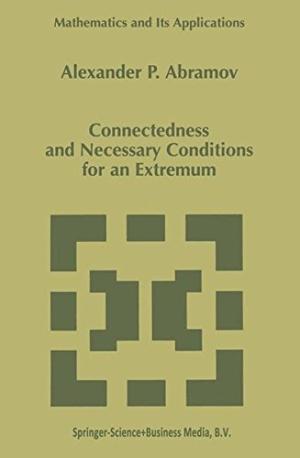 Mathematics and Its Applications
Alexander P. Abramov
Connectedness
and Necessary Conditions
for an Extremum
Springer-Science+Business Media, B.V.